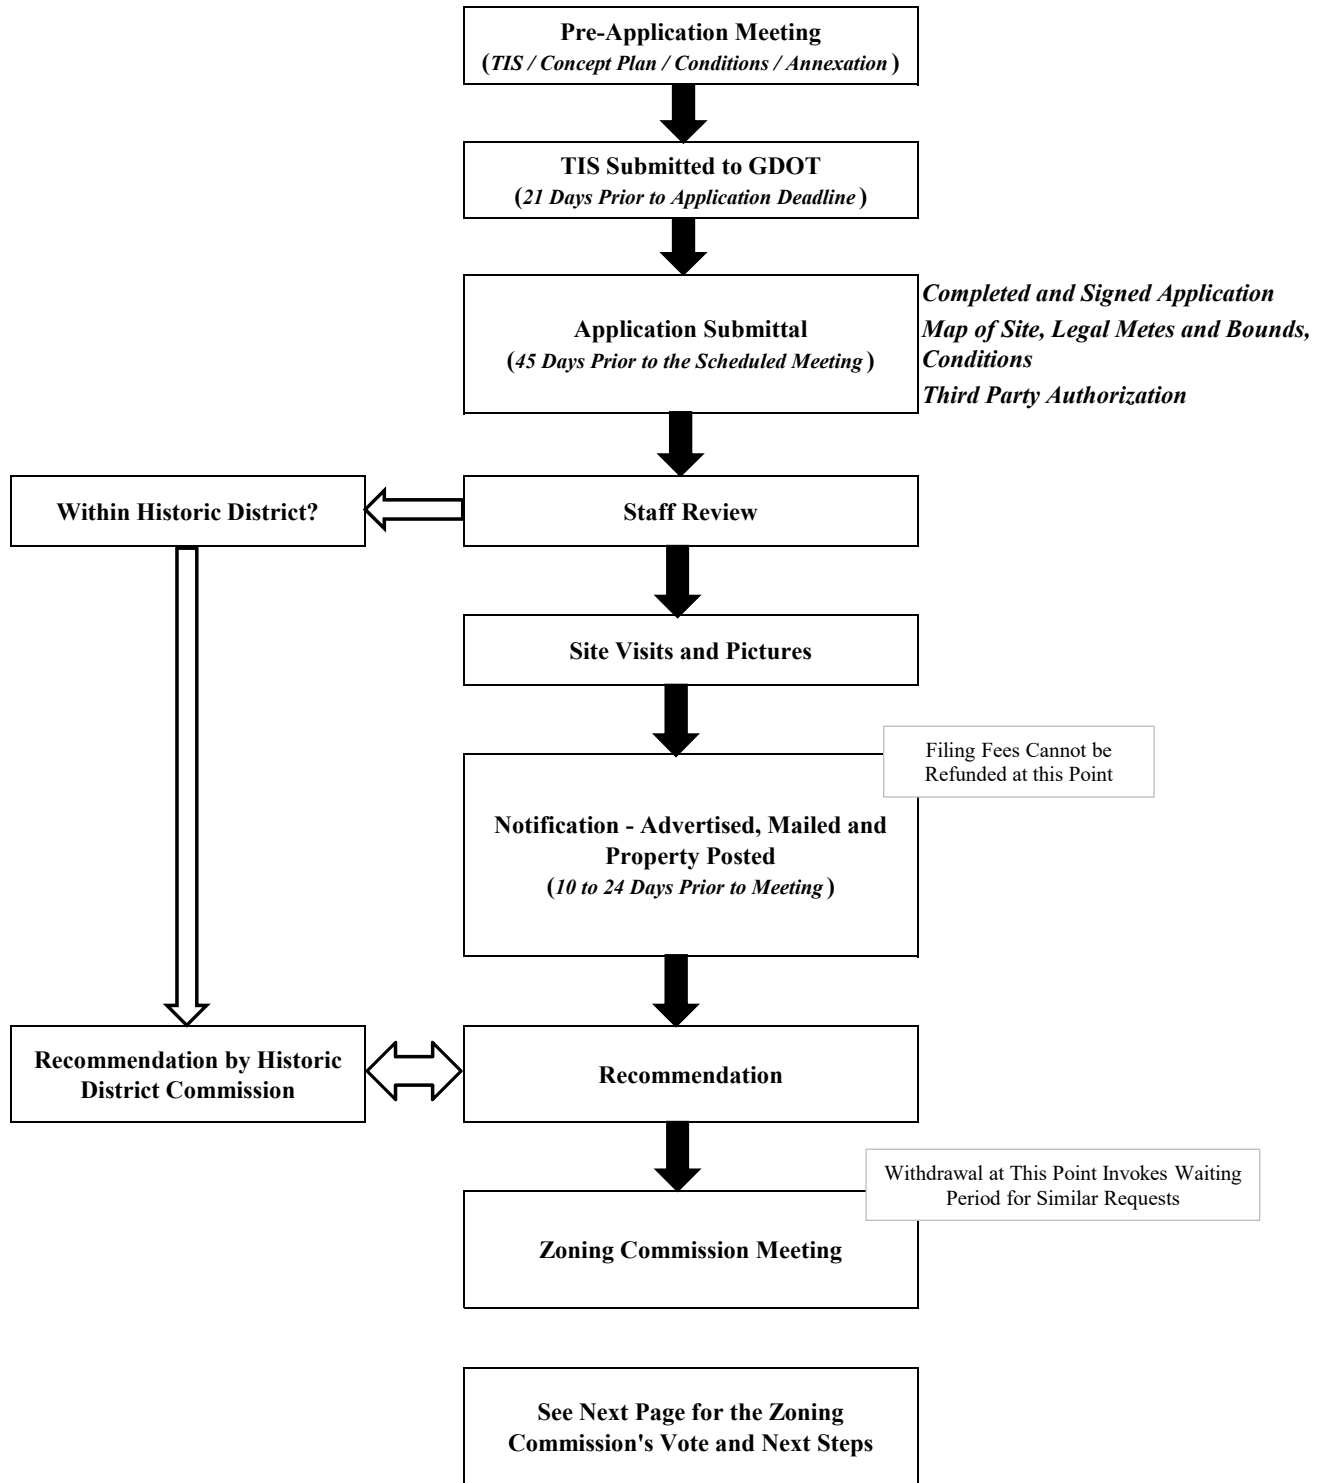 Pre-Application Meeting
(TIS / Concept Plan / Conditions / Annexation )
TIS Submitted to GDOT
(21 Days Prior to Application Deadline )
Application Submittal
(45 Days Prior to the Scheduled Meeting )
Completed and Signed Application
Map of Site, Legal Metes and Bounds,
Conditions
Third Party Authorization
Within Historic District?
Staff Review
Site Visits and Pictures
Filing Fees Cannot be
Refunded at this Point
Notification - Advertised, Mailed and
Property Posted
(10 to 24 Days Prior to Meeting )
Recommendation by Historic
District Commission
Recommendation
Withdrawal at This Point Invokes Waiting
Period for Similar Requests
Zoning Commission Meeting
See Next Page for the Zoning
Commission's Vote and Next Steps